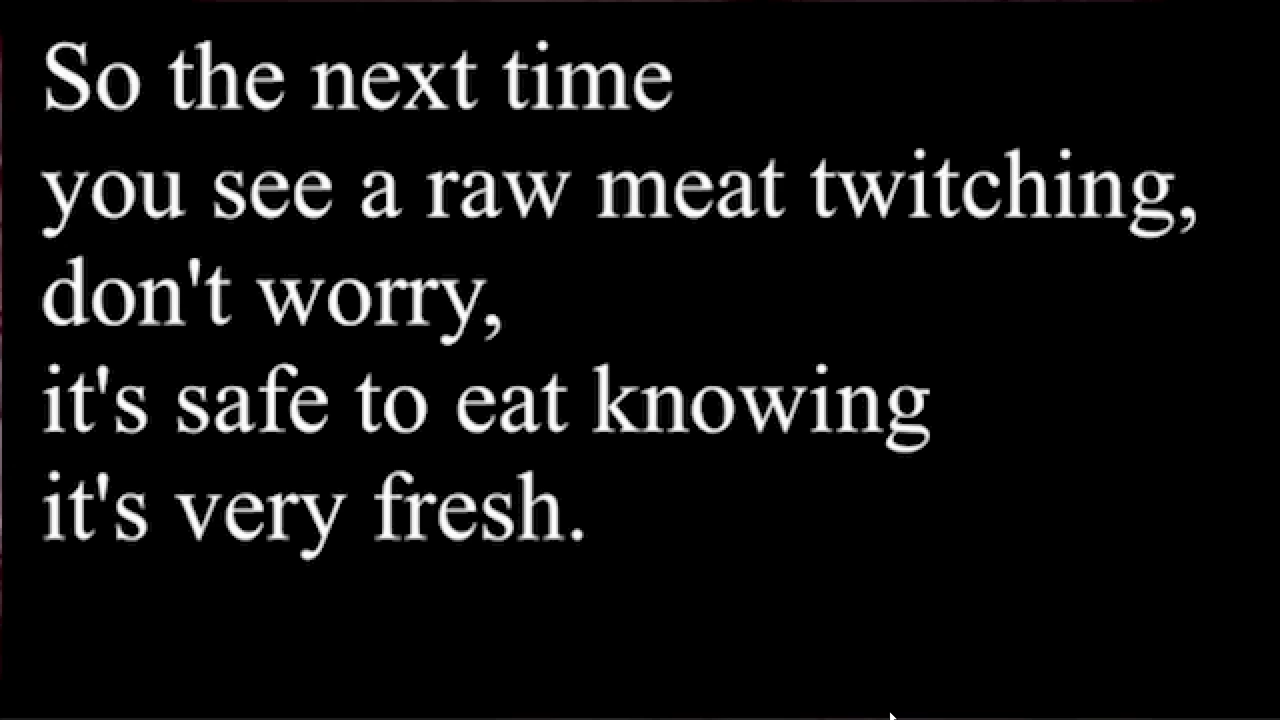 So the next time
you see a raw meat twitching,
don't worry,
it's safe to eat knowing
it's very fresh.